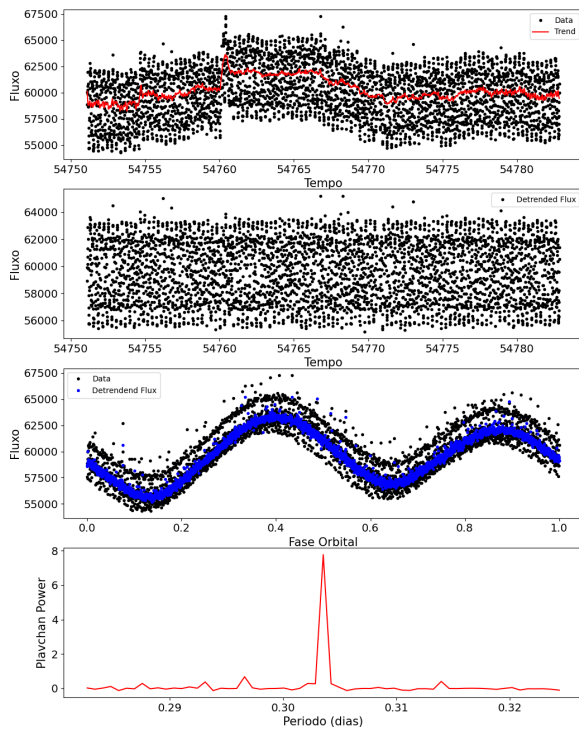 67500
65000
62500
60000
57500
55000
Fluxo
Data
Trend
54750 54755 54760 54765 54770 54775 54780
Tempo
64000
62000
60000
58000
56000
Fluxo
Detrended Flux
54750 54755 54760 54765 54770 54775 54780
Tempo
67500
65000
62500
60000
57500
55000
Fluxo
Data
Detrendend Flux
0.0 0.2 0.4 0.6 0.8 1.0
Fase Orbital
8
6
4
2
0
Plavchan Power
0.29 0.30 0.31 0.32
Periodo (dias)